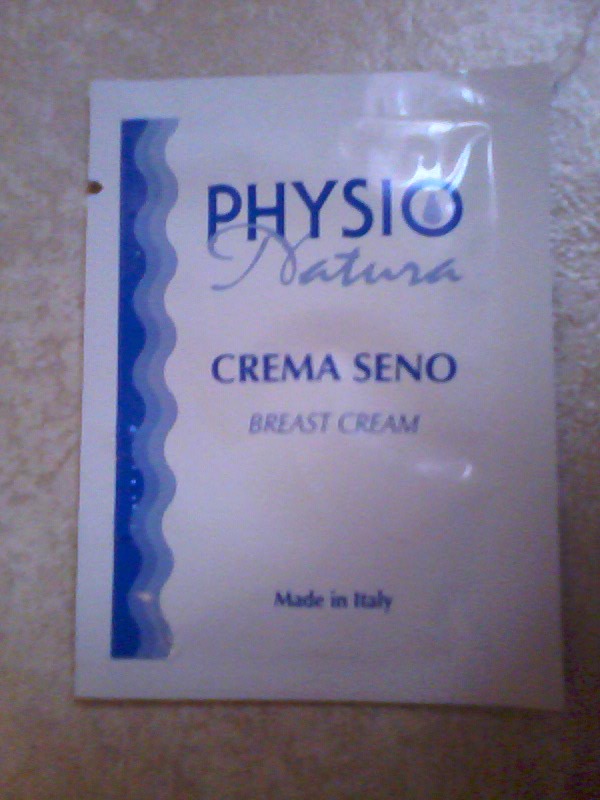 PHYSIO
Natura
CREMA SENO
BREAST CREAM
Made in Italy